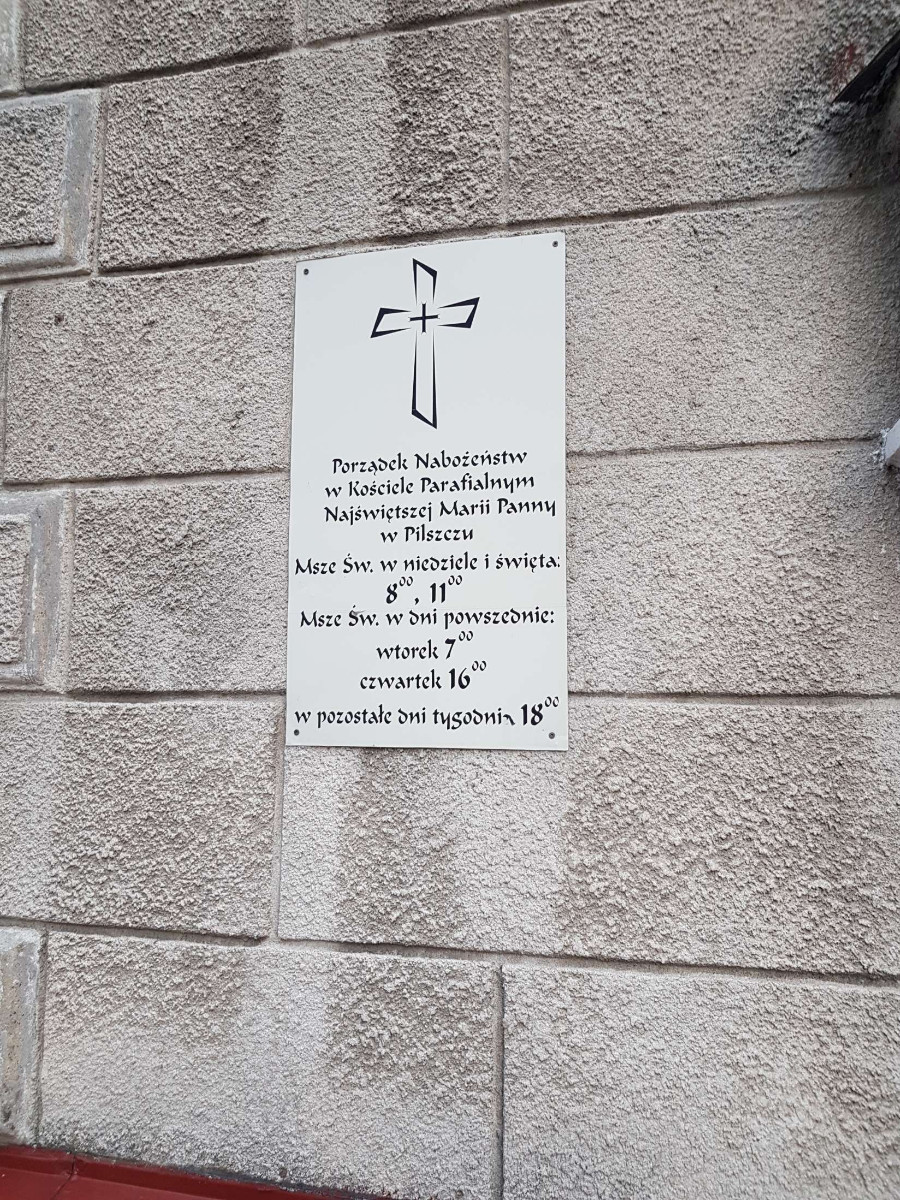 Porządek Nabożeństw
w Kościele Parafialnym
Najświętszej Marii Panny
w Pilszczu
Msze Św. w niedziele i święta:
8⁰⁰, 11⁰⁰
Msze Św. w dni powszednie:
wtorek 7⁰⁰
czwartek 16⁰⁰
w pozostałe dni tygodnia 18⁰⁰